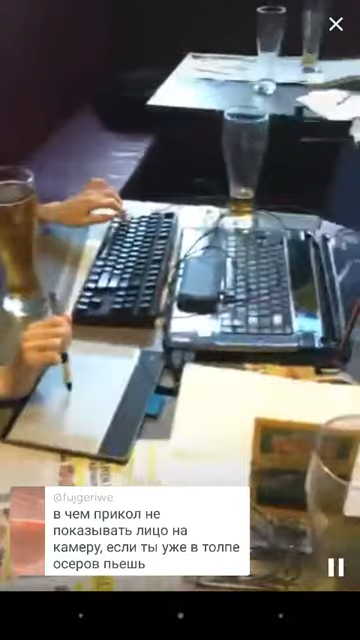 @fujgeriwe
в чем прикол не
показывать лицо на
камеру, если ты уже в толпе
осеров пьешь